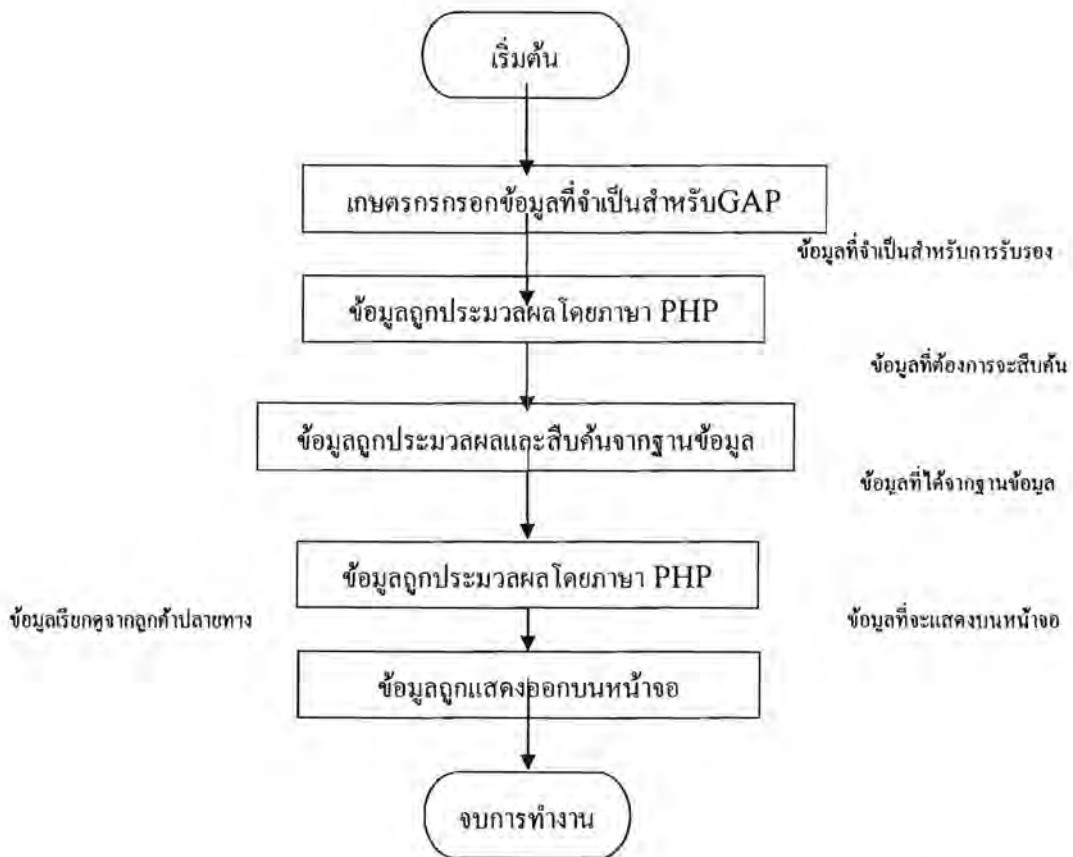 เริ่มต้น
เกษตรกรกรอกข้อมูลที่จำเป็นสำหรับGAP
ข้อมูลที่จำเป็นสำหรับการรับรอง
ข้อมูลถูกประมวลผลโดยภาษา PHP
ข้อมูลที่ต้องการจะสืบค้น
ข้อมูลถูกประมวลผลและสืบค้นจากฐานข้อมูล
ข้อมูลที่ได้จากฐานข้อมูล
ข้อมูลถูกประมวลผลโดยภาษา PHP
ข้อมูลเรียกดูจากลูกค้าปลายทาง
ข้อมูลที่จะแสดงบนหน้าจอ
ข้อมูลถูกแสดงออกบนหน้าจอ
จบการทำงาน